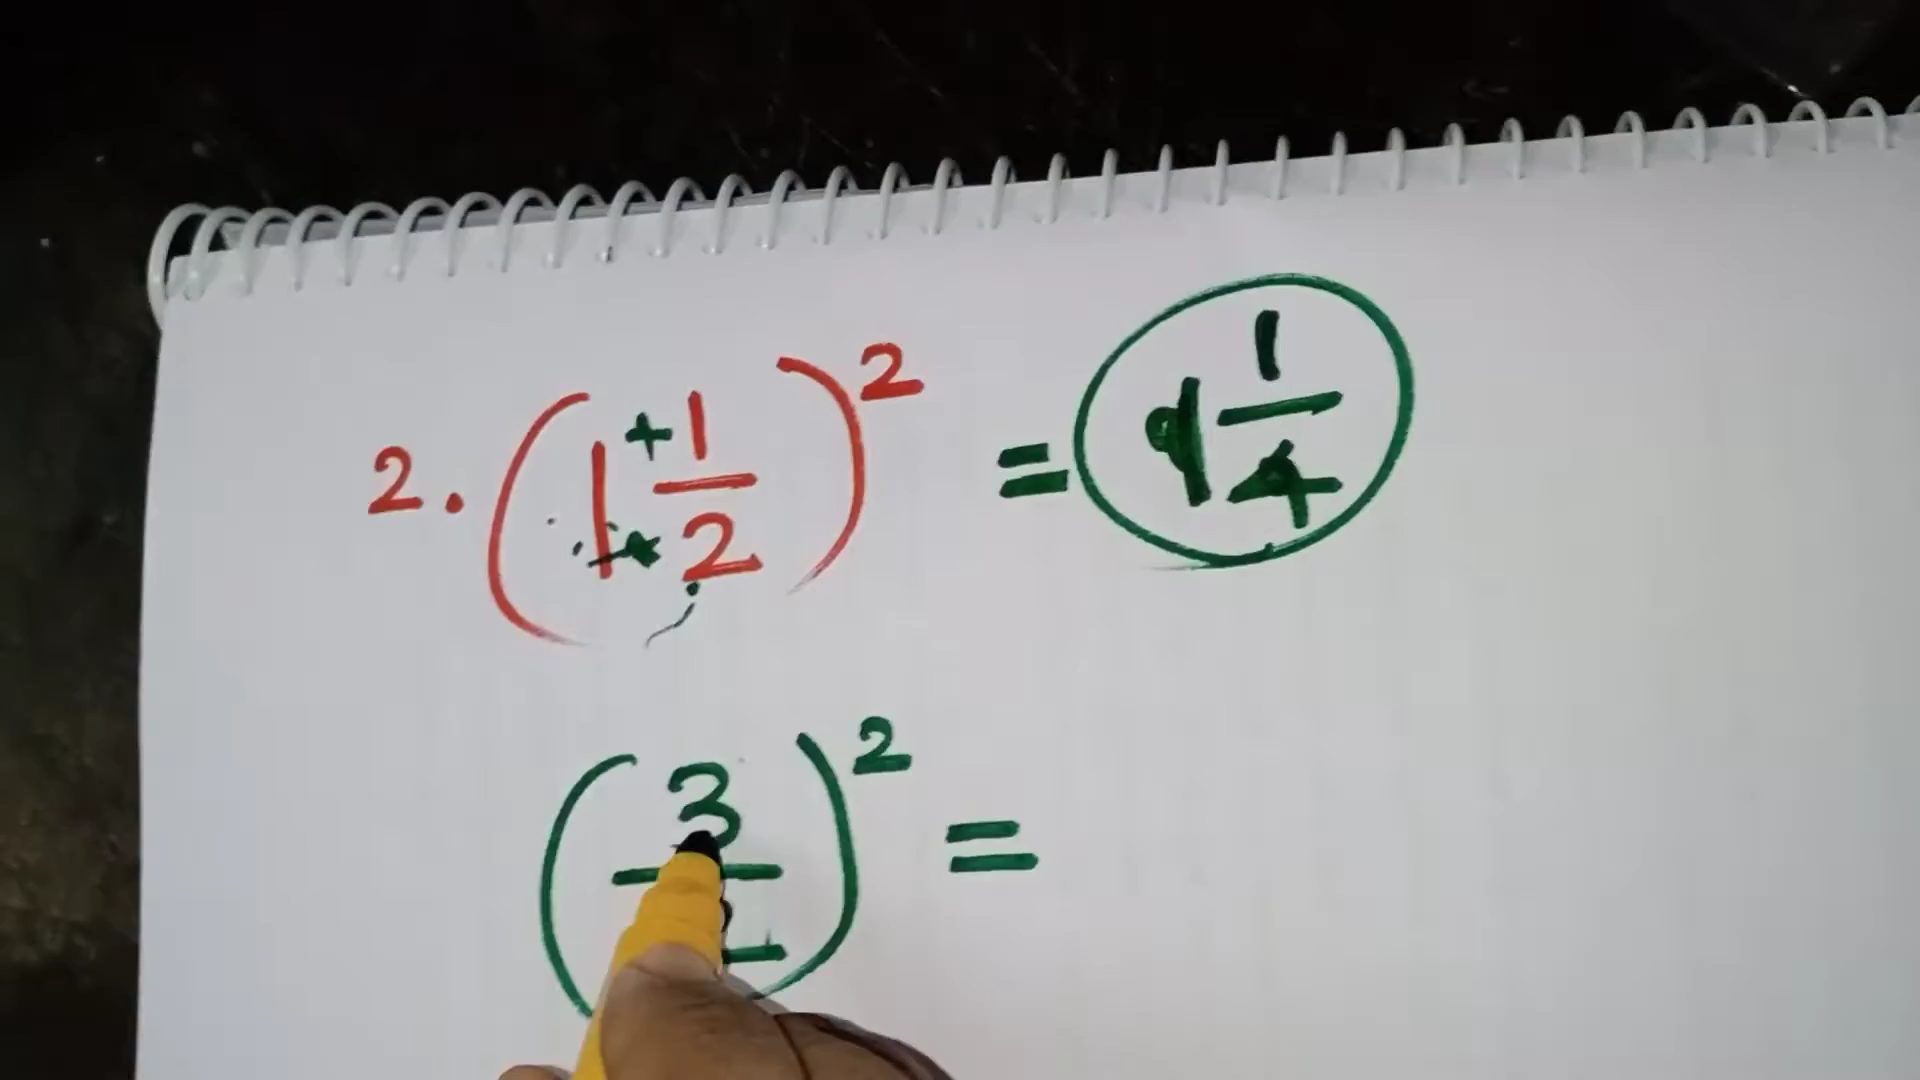 2. (1 + 1/2)² = 1 1/4
(3/2)² =